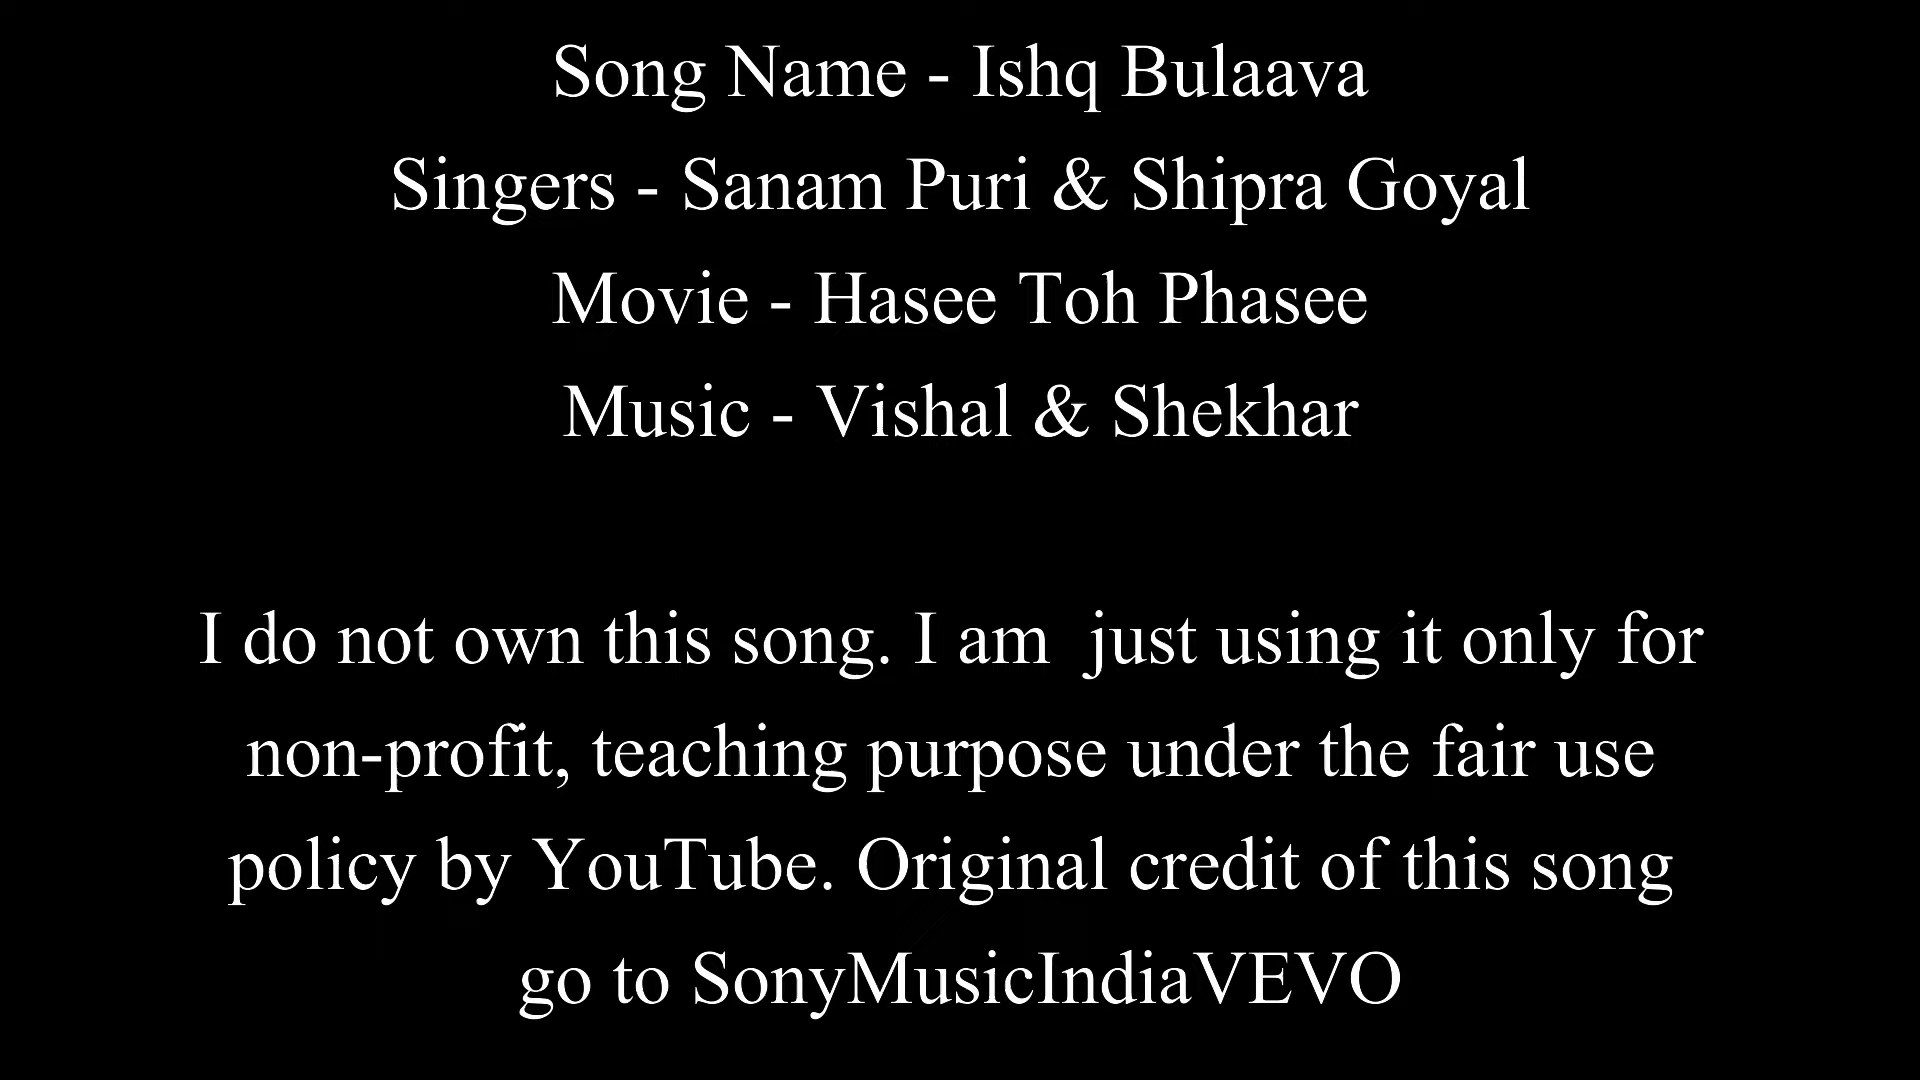 Song Name - Ishq Bulaava
Singers - Sanam Puri & Shipra Goyal
Movie - Hasee Toh Phasee
Music - Vishal & Shekhar
I do not own this song. I am  just using it only for
non-profit, teaching purpose under the fair use
policy by YouTube. Original credit of this song
go to SonyMusicIndiaVEVO